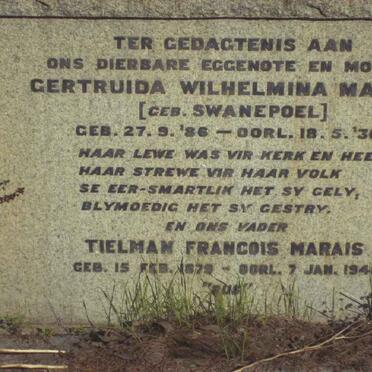 TER GEDAGTENIS AAN
ONS DIERBARE EGGENOTE EN MO
GERTRUIDA WILHELMINA MA
[GEB. SWANEPOEL]
GEB. 27. 9. '86 — OORL. 18. 5. '3
HAAR LEWE WAS VIR KERK EN HEE
HAAR STREWE VIR HAAR VOLK
SE EER-SMARTLIK HET SY GELY,
BLYMOEDIG HET SY GESTRY.
EN ONS VADER
TIELMAN FRANCOIS MARAIS
GEB. 15 FEB. 1879 - OORL. 7 JAN. 194